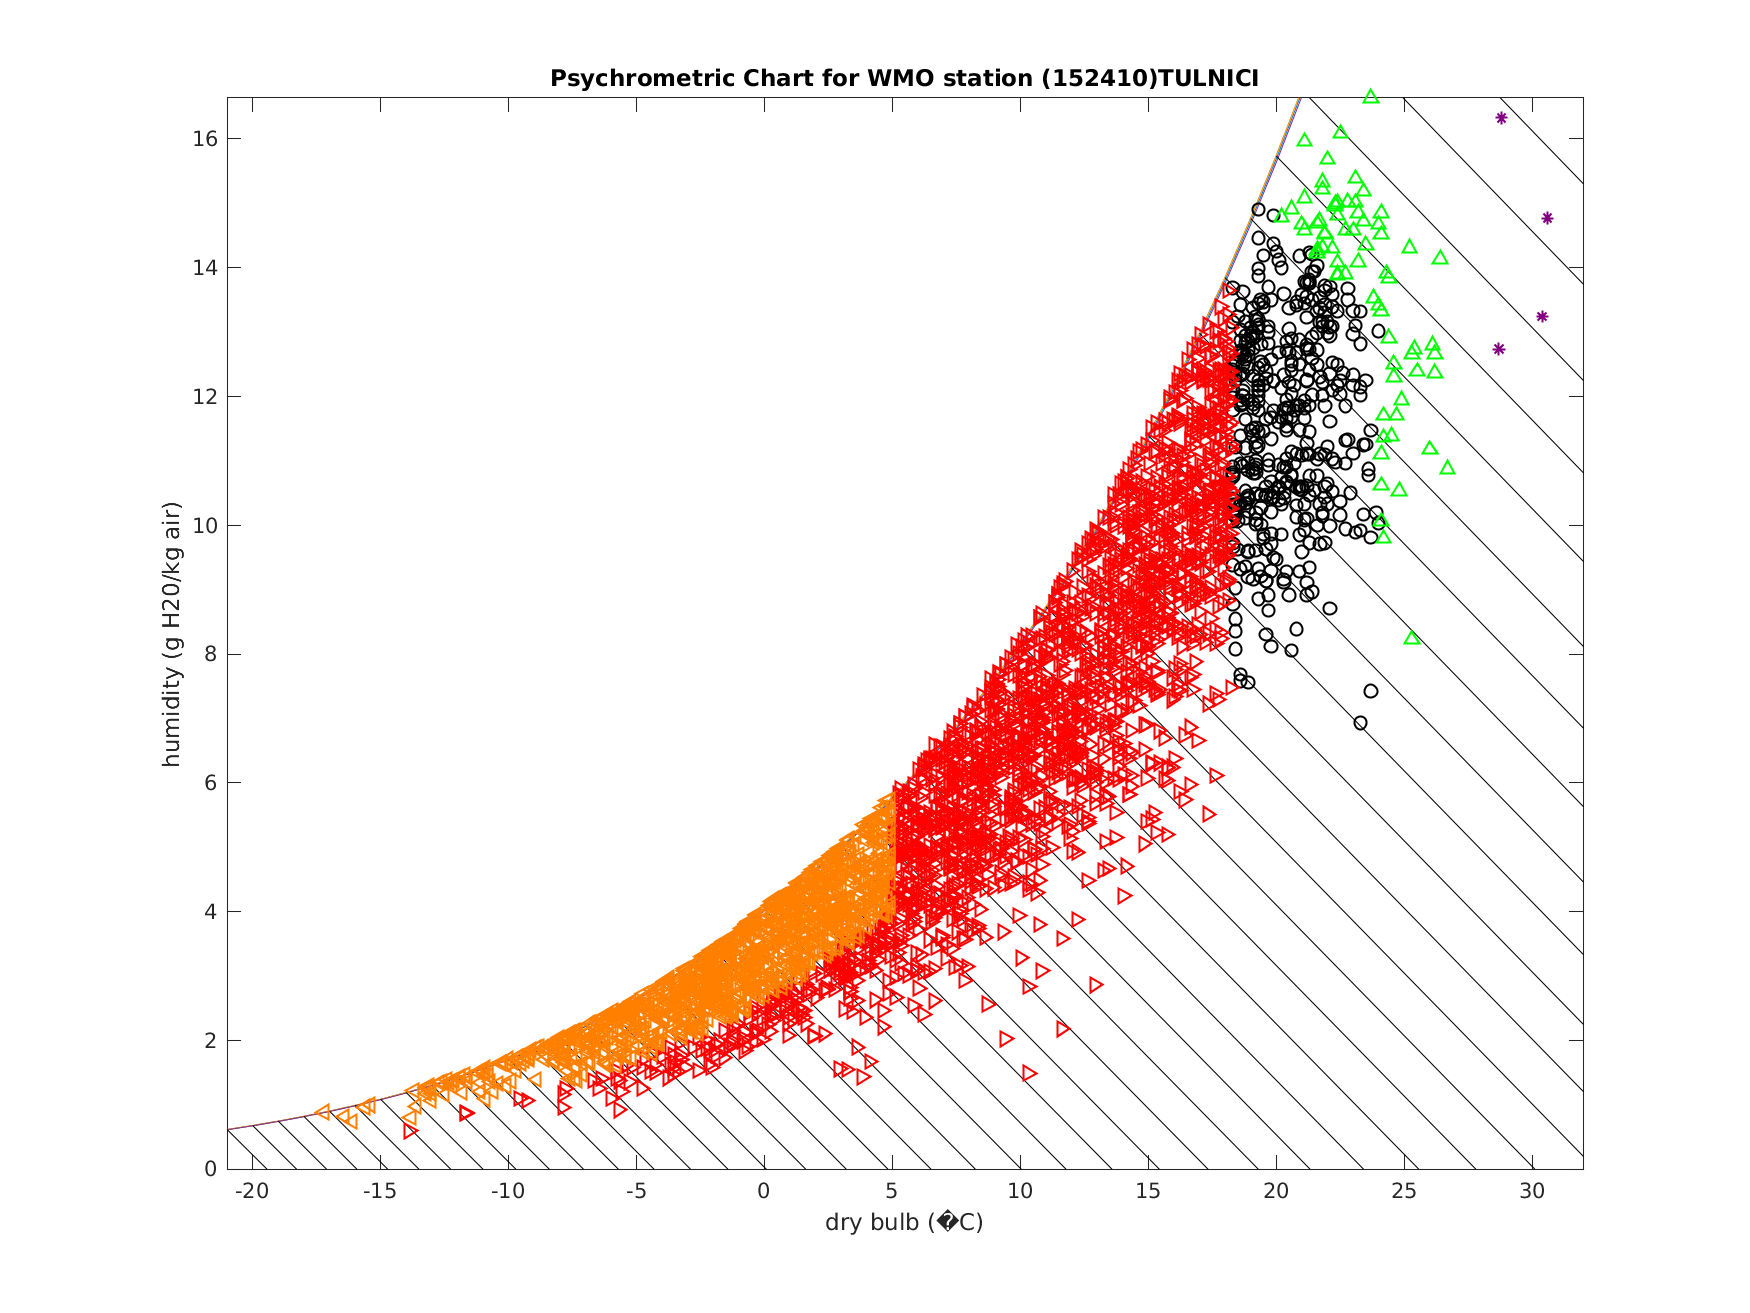 Psychrometric Chart for WMO station (152410)TULNICI
16
14
12
10
8
6
4
2
0
humidity (g H20/kg air)
-20 -15 -10 -5 0 5 10 15 20 25 30
dry bulb (�C)